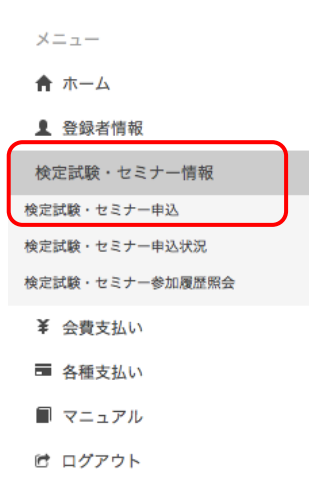 メニュー
ホーム
登録者情報
検定試験・セミナー情報
検定試験・セミナー申込
検定試験・セミナー申込状況
検定試験・セミナー参加履歴照会
¥ 会費支払い
各種支払い
マニュアル
ログアウト